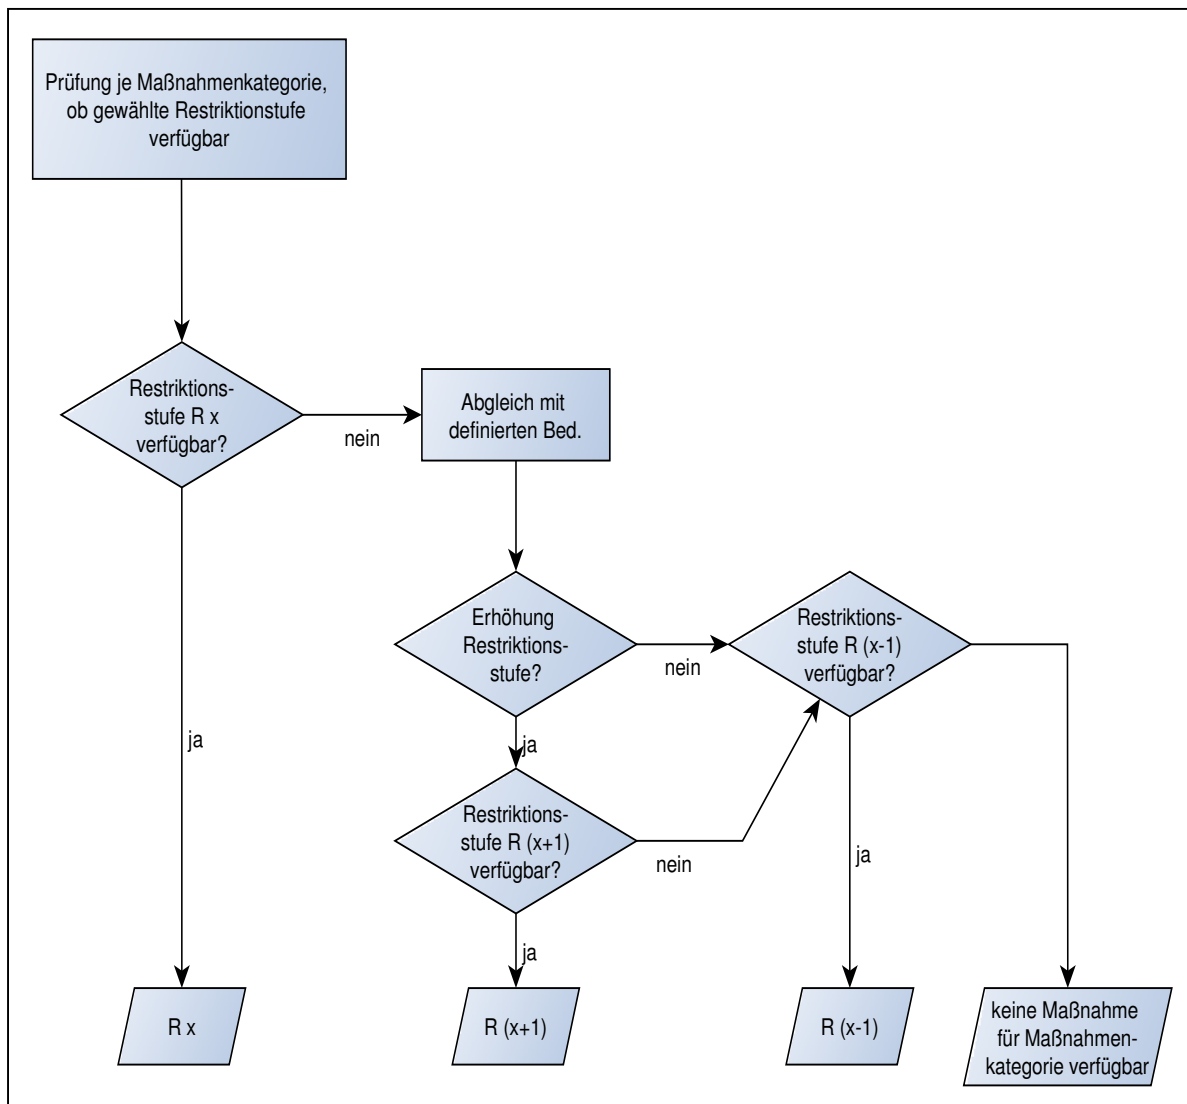 Prüfung je Maßnahmenkategorie,
ob gewählte Restriktionstufe
verfügbar
Restriktions-
stufe R x
verfügbar?
nein
Abgleich mit
definierten Bed.
Erhöhung
Restriktions-
stufe?
nein
Restriktions-
stufe R (x-1)
verfügbar?
ja
ja
Restriktions-
stufe R (x+1)
verfügbar?
nein
ja
ja
R x
R (x+1)
R (x-1)
keine Maßnahme
für Maßnahmen-
kategorie verfügbar